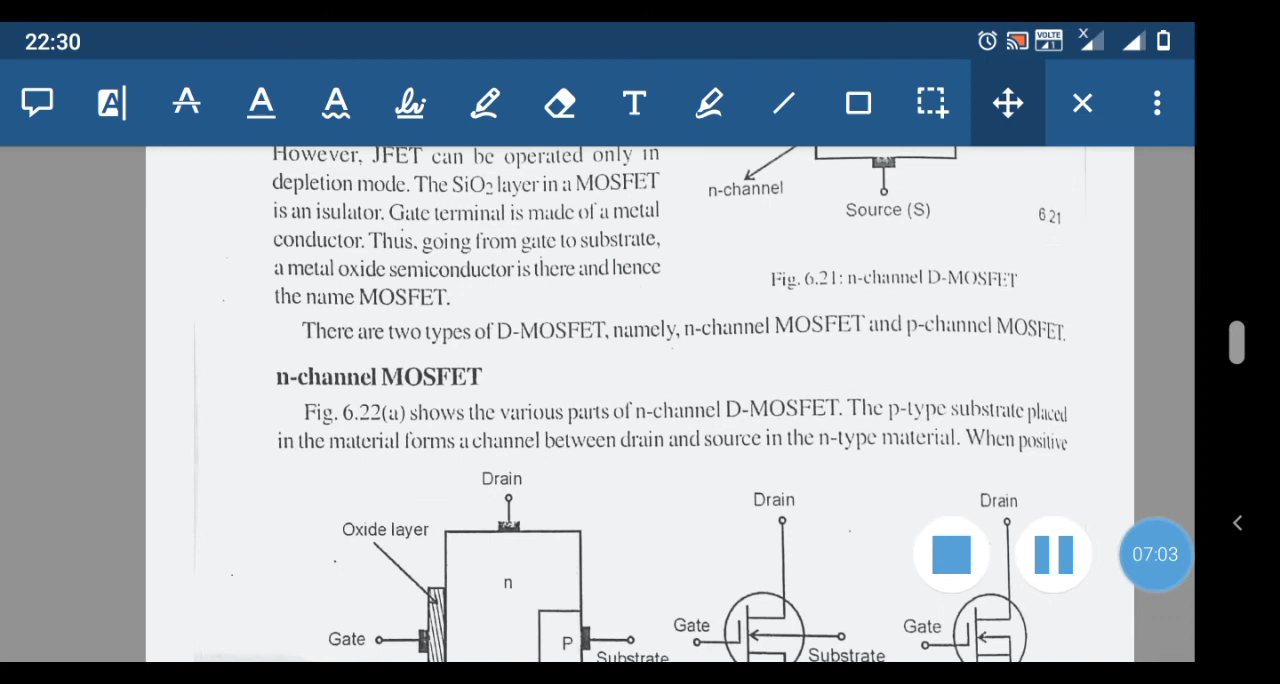 22:30
VOLTE
1
X
A
A
A
A
T
However, JFET can be operated only in
depletion mode. The SiO2 layer in a MOSFET
is an isulator. Gate terminal is made of a metal
conductor. Thus, going from gate to substrate,
a metal oxide semiconductor is there and hence
the name MOSFET.
n-channel
Source (S)
6 21
Fig. 6.21: n-channel D-MOSFET
There are two types of D-MOSFET, namely, n-channel MOSFET and p-channel MOSFET.
n-channel MOSFET
Fig. 6.22(a) shows the various parts of n-channel D-MOSFET. The p-type substrate placed
in the material forms a channel between drain and source in the n-type material. When positive
Drain
Oxide layer
n
Gate
P
Substrate
Drain
Gate
Substrate
Drain
Gate
07:03